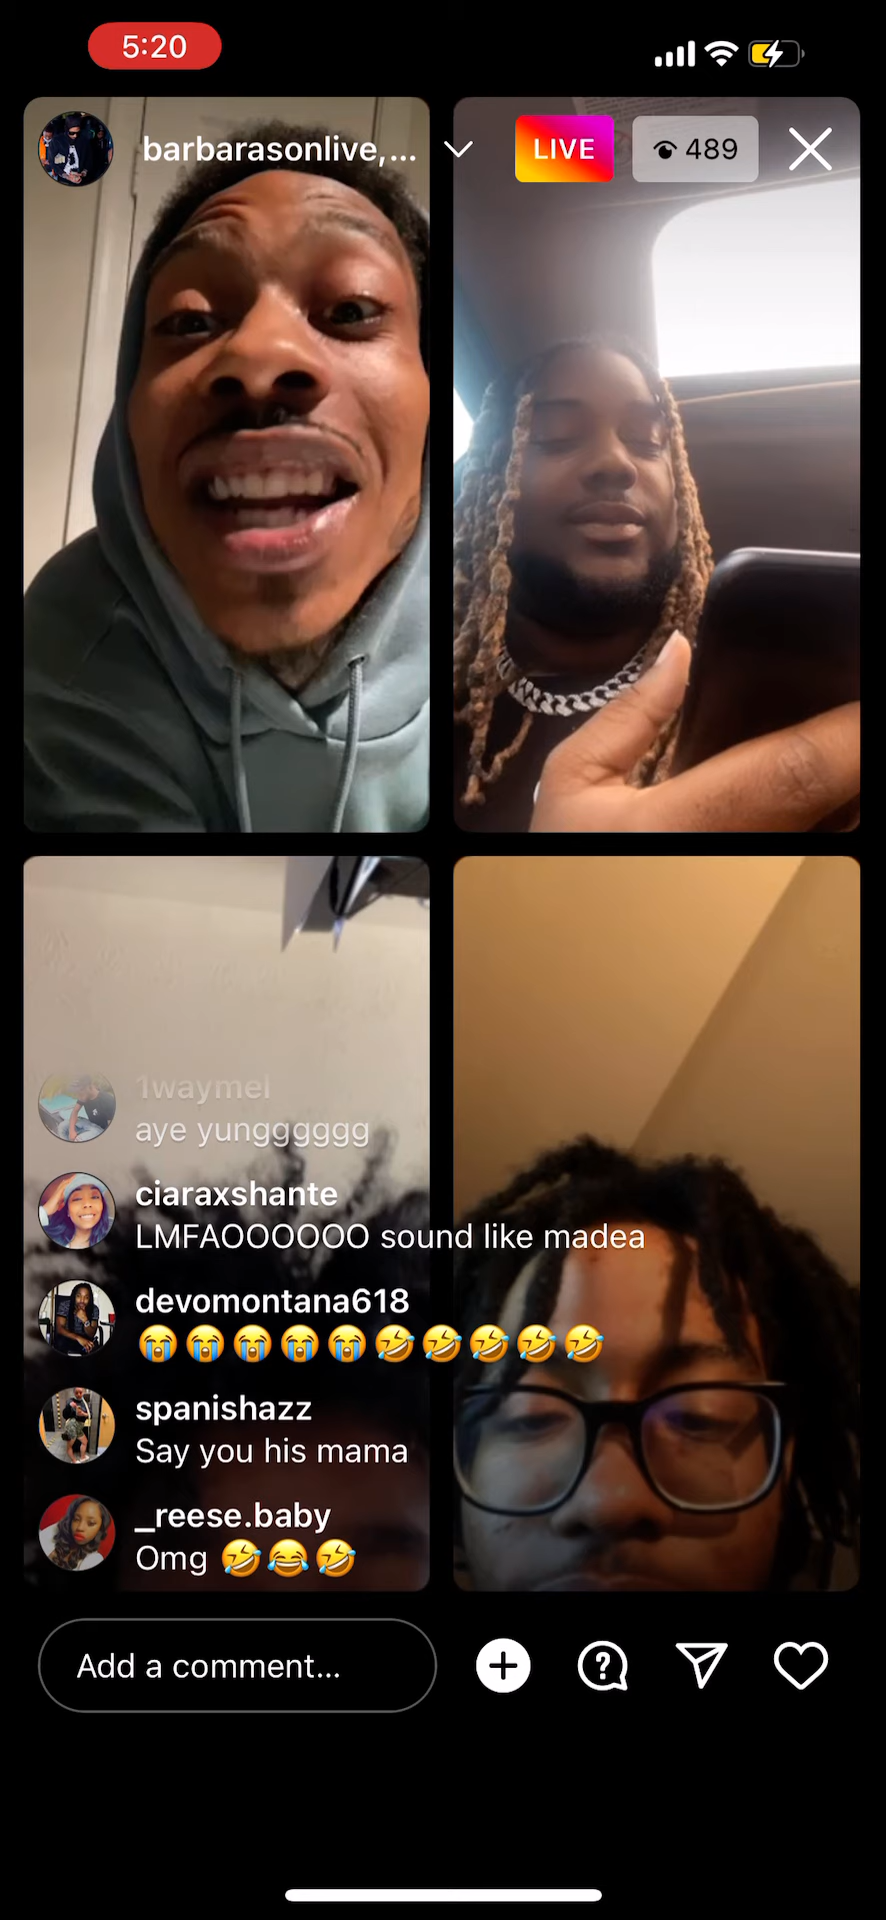 5:20
barbarasonlive,...
LIVE
489
1waymel
aye yungggggg
ciaraxshante
LMFAOOOOOO sound like madea
devomontana618
😭😭😭😭😭🤣🤣🤣🤣🤣
spanishazz
Say you his mama
_reese.baby
Omg 🤣😂🤣
Add a comment...